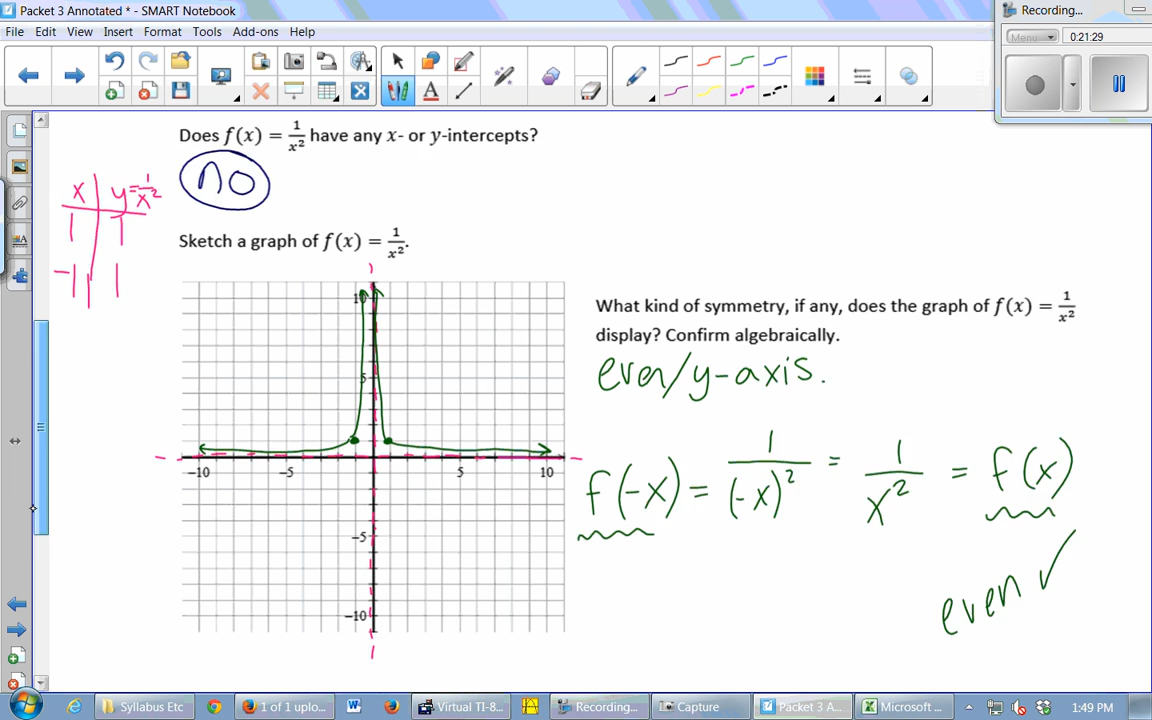 Packet 3 Annotated * - SMART Notebook
File Edit View Insert Format Tools Add-ons Help
Recording...
Menu 0:21:29
Does f(x) = 1/x² have any x- or y-intercepts?
no
x | y = 1/x²
1 | 1
-1 | 1
Sketch a graph of f(x) = 1/x².
10
5
-10 -5 5 10
-5
-10
What kind of symmetry, if any, does the graph of f(x) = 1/x²
display? Confirm algebraically.
even/y-axis.
f(-x) = 1/(-x)² = 1/x² = f(x)
even ✓
Syllabus Etc 1 of 1 uplo... Virtual TI-8... Recording... Capture Packet 3 A... Microsoft ... 1:49 PM